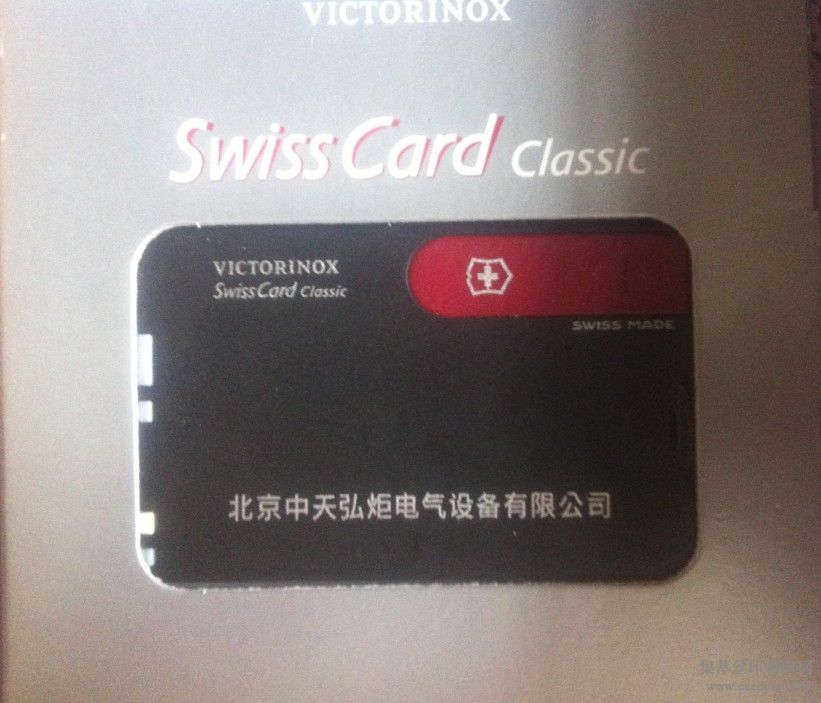 VICTORINOX
SwissCard Classic
VICTORINOX
SwissCard Classic
SWISS MADE
北京中天弘炬电气设备有限公司